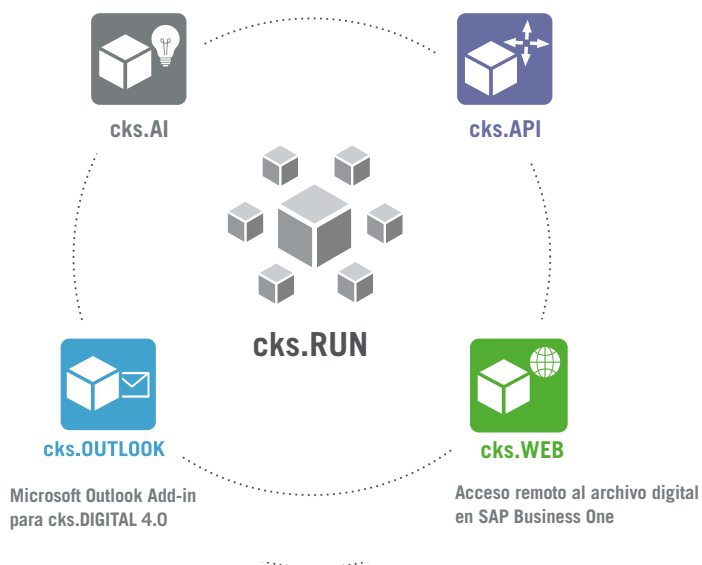 cks.AI
cks.API
cks.RUN
cks.OUTLOOK
cks.WEB
Microsoft Outlook Add-in
para cks.DIGITAL 4.0
Acceso remoto al archivo digital
en SAP Business One